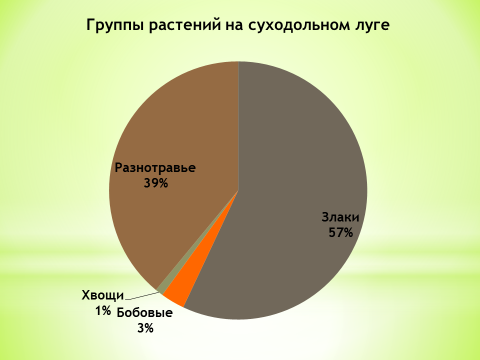 Группы растений на суходольном луге
Разнотравье
39%
Злаки
57%
Хвощи
1%
Бобовые
3%